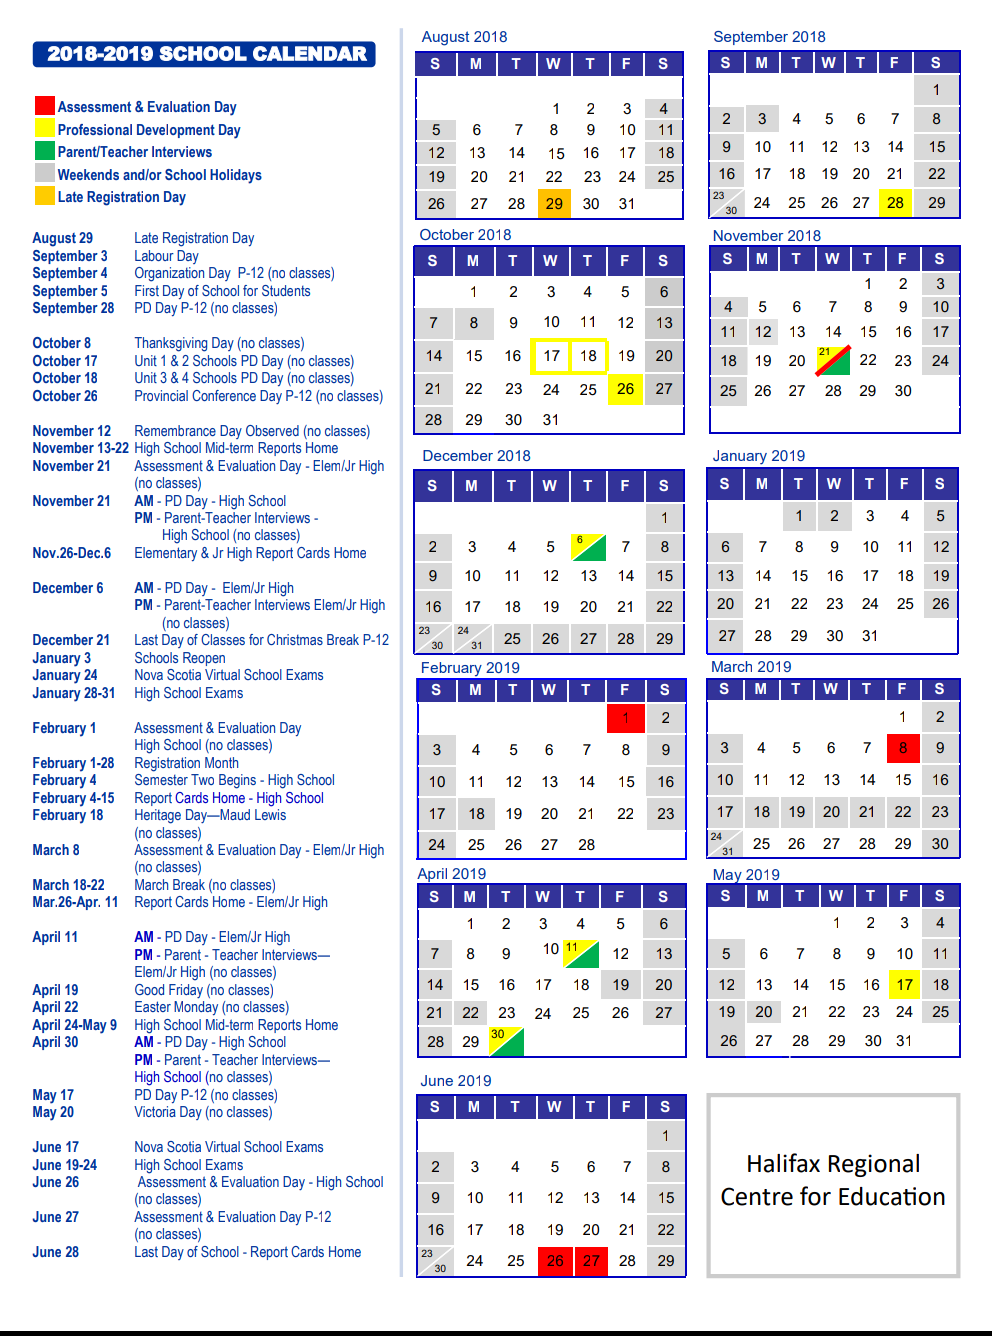 2018-2019 SCHOOL CALENDAR
Assessment & Evaluation Day
Professional Development Day
Parent/Teacher Interviews
Weekends and/or School Holidays
Late Registration Day
August 29 Late Registration Day
September 3 Labour Day
September 4 Organization Day P-12 (no classes)
September 5 First Day of School for Students
September 28 PD Day P-12 (no classes)
October 8 Thanksgiving Day (no classes)
October 17 Unit 1 & 2 Schools PD Day (no classes)
October 18 Unit 3 & 4 Schools PD Day (no classes)
October 26 Provincial Conference Day P-12 (no classes)
November 12 Remembrance Day Observed (no classes)
November 13-22 High School Mid-term Reports Home
November 21 Assessment & Evaluation Day - Elem/Jr High
(no classes)
November 21 AM - PD Day - High School
PM - Parent-Teacher Interviews -
High School (no classes)
Nov.26-Dec.6 Elementary & Jr High Report Cards Home
December 6 AM - PD Day - Elem/Jr High
PM - Parent-Teacher Interviews Elem/Jr High
(no classes)
December 21 Last Day of Classes for Christmas Break P-12
January 3 Schools Reopen
January 24 Nova Scotia Virtual School Exams
January 28-31 High School Exams
February 1 Assessment & Evaluation Day
High School (no classes)
February 1-28 Registration Month
February 4 Semester Two Begins - High School
February 4-15 Report Cards Home - High School
February 18 Heritage Day—Maud Lewis
(no classes)
March 8 Assessment & Evaluation Day - Elem/Jr High
(no classes)
March 18-22 March Break (no classes)
Mar.26-Apr. 11 Report Cards Home - Elem/Jr High
April 11 AM - PD Day - Elem/Jr High
PM - Parent - Teacher Interviews—
Elem/Jr High (no classes)
April 19 Good Friday (no classes)
April 22 Easter Monday (no classes)
April 24-May 9 High School Mid-term Reports Home
April 30 AM - PD Day - High School
PM - Parent - Teacher Interviews—
High School (no classes)
May 17 PD Day P-12 (no classes)
May 20 Victoria Day (no classes)
June 17 Nova Scotia Virtual School Exams
June 19-24 High School Exams
June 26 Assessment & Evaluation Day - High School
(no classes)
June 27 Assessment & Evaluation Day P-12
(no classes)
June 28 Last Day of School - Report Cards Home
August 2018
S M T W T F S
1 2 3 4
5 6 7 8 9 10 11
12 13 14 15 16 17 18
19 20 21 22 23 24 25
26 27 28 29 30 31
September 2018
S M T W T F S
1
2 3 4 5 6 7 8
9 10 11 12 13 14 15
16 17 18 19 20 21 22
23/30 24 25 26 27 28 29
October 2018
S M T W T F S
1 2 3 4 5 6
7 8 9 10 11 12 13
14 15 16 17 18 19 20
21 22 23 24 25 26 27
28 29 30 31
November 2018
S M T W T F S
1 2 3
4 5 6 7 8 9 10
11 12 13 14 15 16 17
18 19 20 21 22 23 24
25 26 27 28 29 30
December 2018
S M T W T F S
1
2 3 4 5 6 7 8
9 10 11 12 13 14 15
16 17 18 19 20 21 22
23/30 24/31 25 26 27 28 29
January 2019
S M T W T F S
1 2 3 4 5
6 7 8 9 10 11 12
13 14 15 16 17 18 19
20 21 22 23 24 25 26
27 28 29 30 31
February 2019
S M T W T F S
1 2
3 4 5 6 7 8 9
10 11 12 13 14 15 16
17 18 19 20 21 22 23
24 25 26 27 28
March 2019
S M T W T F S
1 2
3 4 5 6 7 8 9
10 11 12 13 14 15 16
17 18 19 20 21 22 23
24/31 25 26 27 28 29 30
April 2019
S M T W T F S
1 2 3 4 5 6
7 8 9 10 11 12 13
14 15 16 17 18 19 20
21 22 23 24 25 26 27
28 29 30
May 2019
S M T W T F S
1 2 3 4
5 6 7 8 9 10 11
12 13 14 15 16 17 18
19 20 21 22 23 24 25
26 27 28 29 30 31
June 2019
S M T W T F S
1
2 3 4 5 6 7 8
9 10 11 12 13 14 15
16 17 18 19 20 21 22
23/30 24 25 26 27 28 29
Halifax Regional
Centre for Education